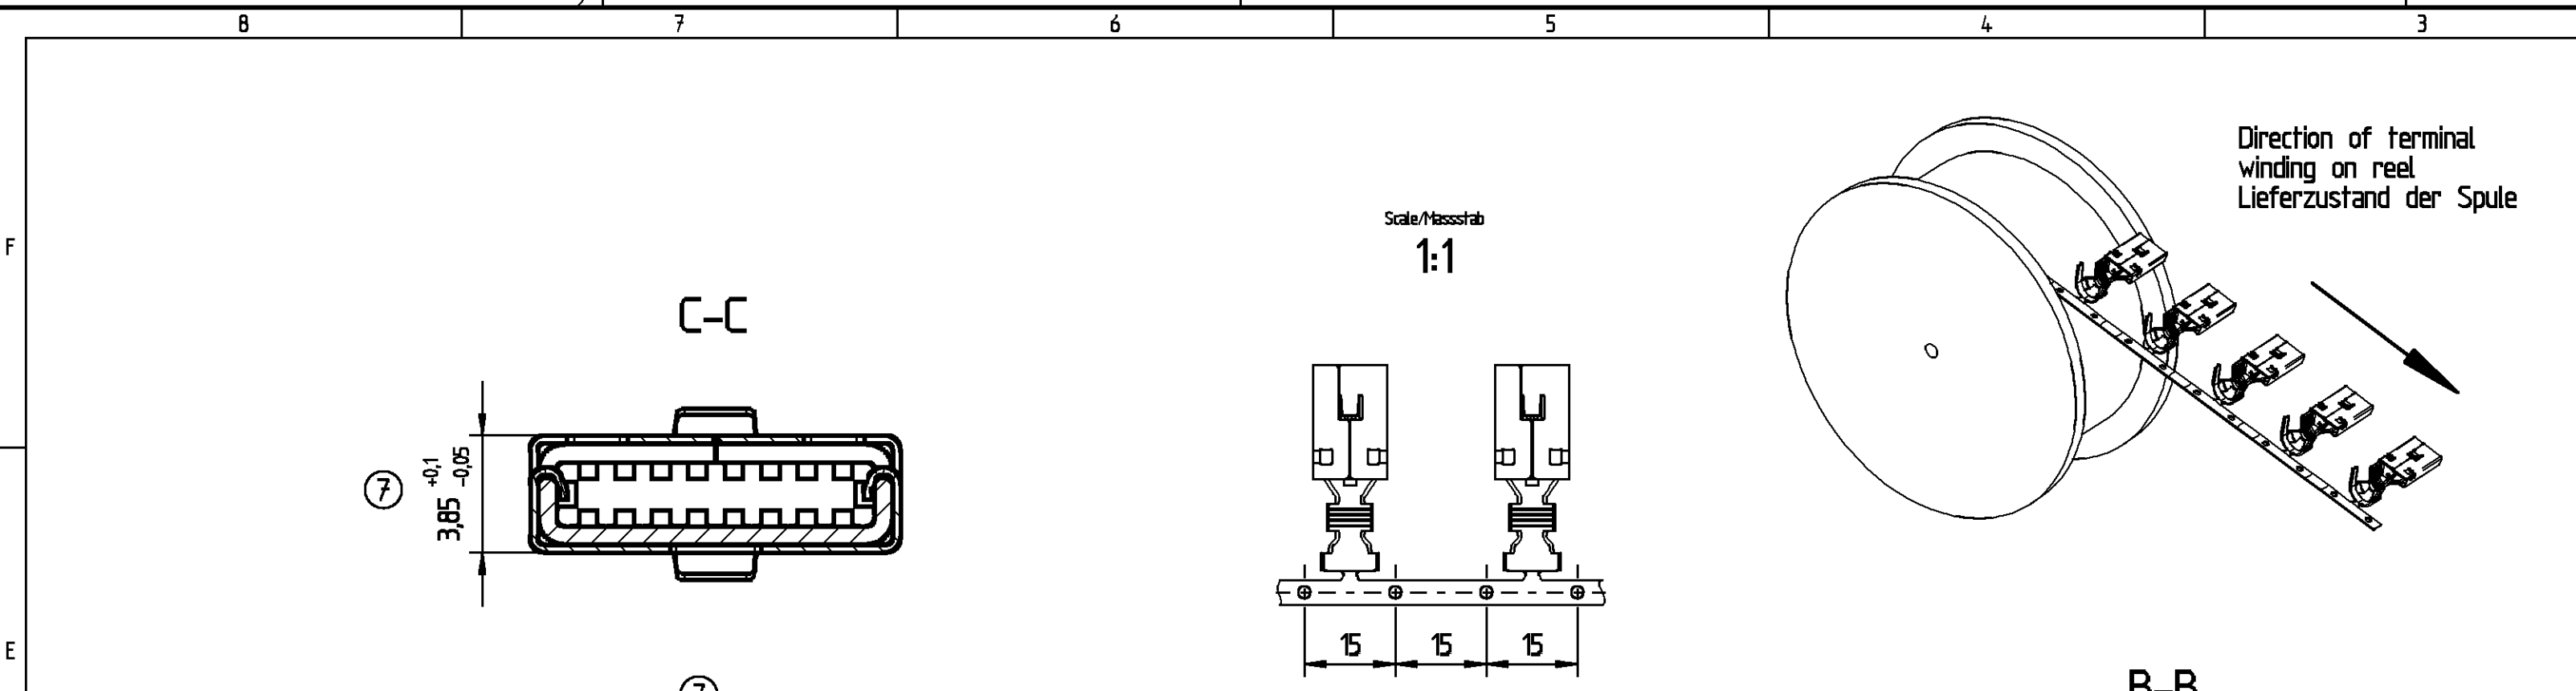 8 7 6 5 4 3
Direction of terminal
winding on reel
Lieferzustand der Spule
Scale/Massstab
1:1
F
C-C
7
3,85 +0,1 -0,05
15 15 15
E
7
B-B